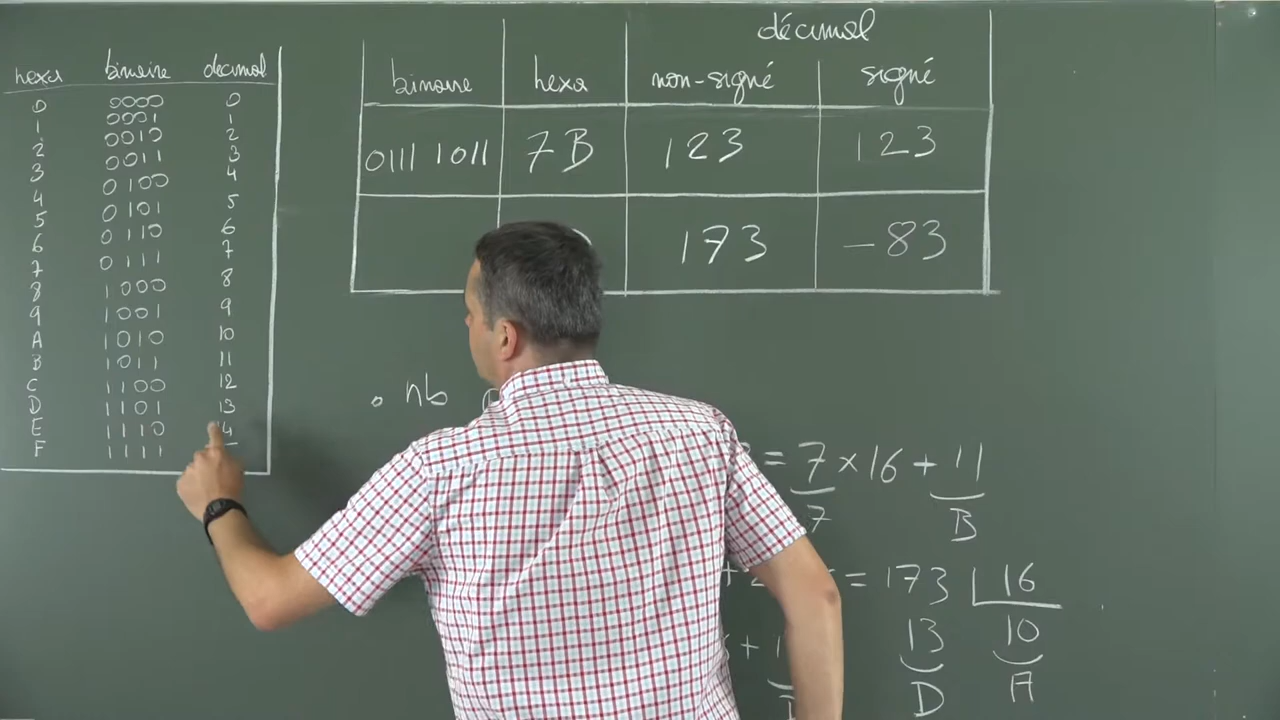 hexa binaire décimal
0 0000 0
1 0001 1
2 0010 2
3 0011 3
4 0100 4
5 0101 5
6 0110 6
7 0111 7
8 1000 8
9 1001 9
A 1010 10
B 1011 11
C 1100 12
D 1101 13
E 1110 14
F 1111
décimal
binaire hexa non-signé signé
0111 1011 7B 123 123
173 -83
• nb
= 7 × 16 + 11
7 B
= 173 16
13 10
D A
+